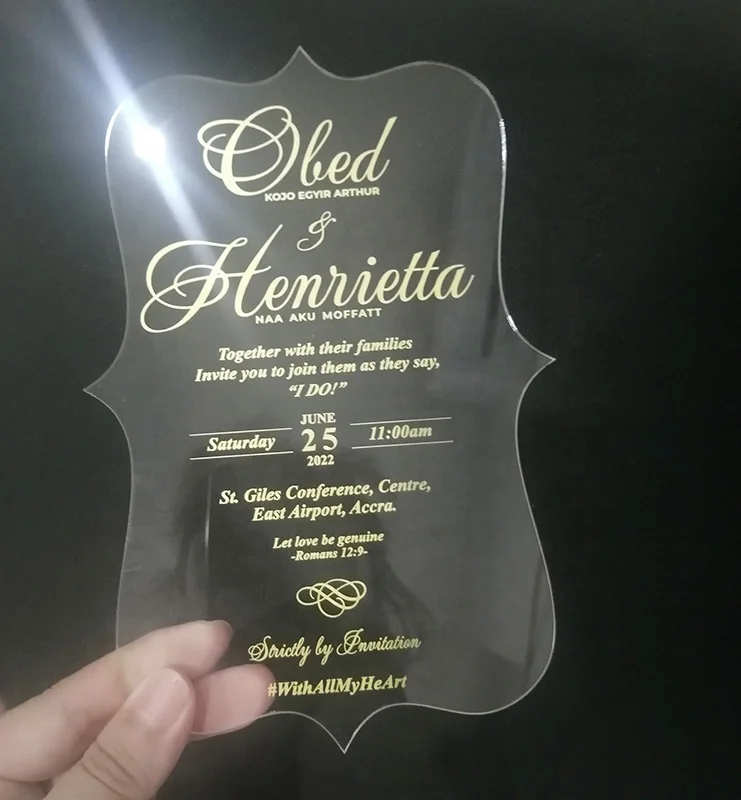 Obed
KOJO EGYIR ARTHUR
&
Henrietta
NAA AKU MOFFATT
Together with their families
Invite you to join them as they say,
“I DO!”
JUNE
Saturday 25 11:00am
2022
St. Giles Conference, Centre,
East Airport, Accra.
Let love be genuine
-Romans 12:9-
Strictly by Invitation
#WithAllMyHeArt